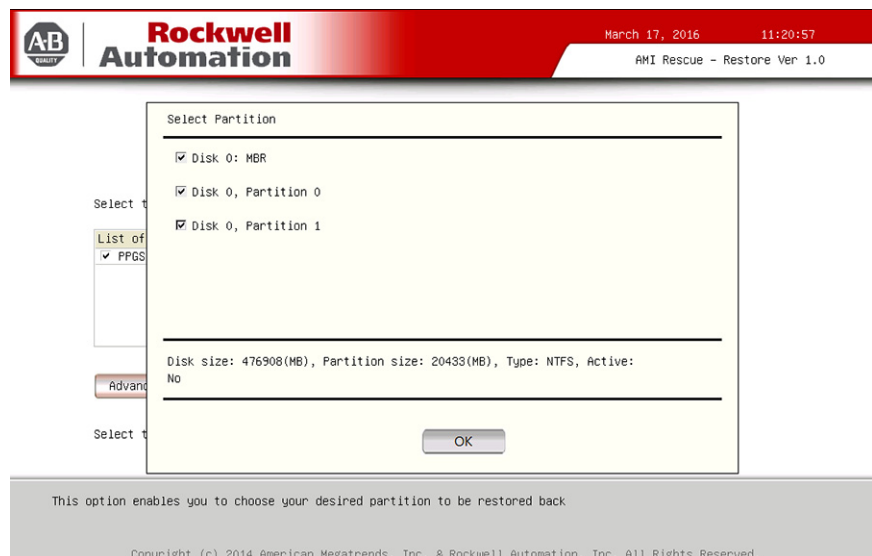 A·B
QUALITY
Rockwell
Automation
March 17, 2016 11:20:57
AMI Rescue - Restore Ver 1.0
Select Partition
Disk 0: MBR
Disk 0, Partition 0
Disk 0, Partition 1
Select t
List of
PPGS
Disk size: 476908(MB), Partition size: 20433(MB), Type: NTFS, Active:
No
Advanc
Select t
OK
This option enables you to choose your desired partition to be restored back
Copyright (c) 2014 American Megatrends, Inc. & Rockwell Automation, Inc. All Rights Reserved